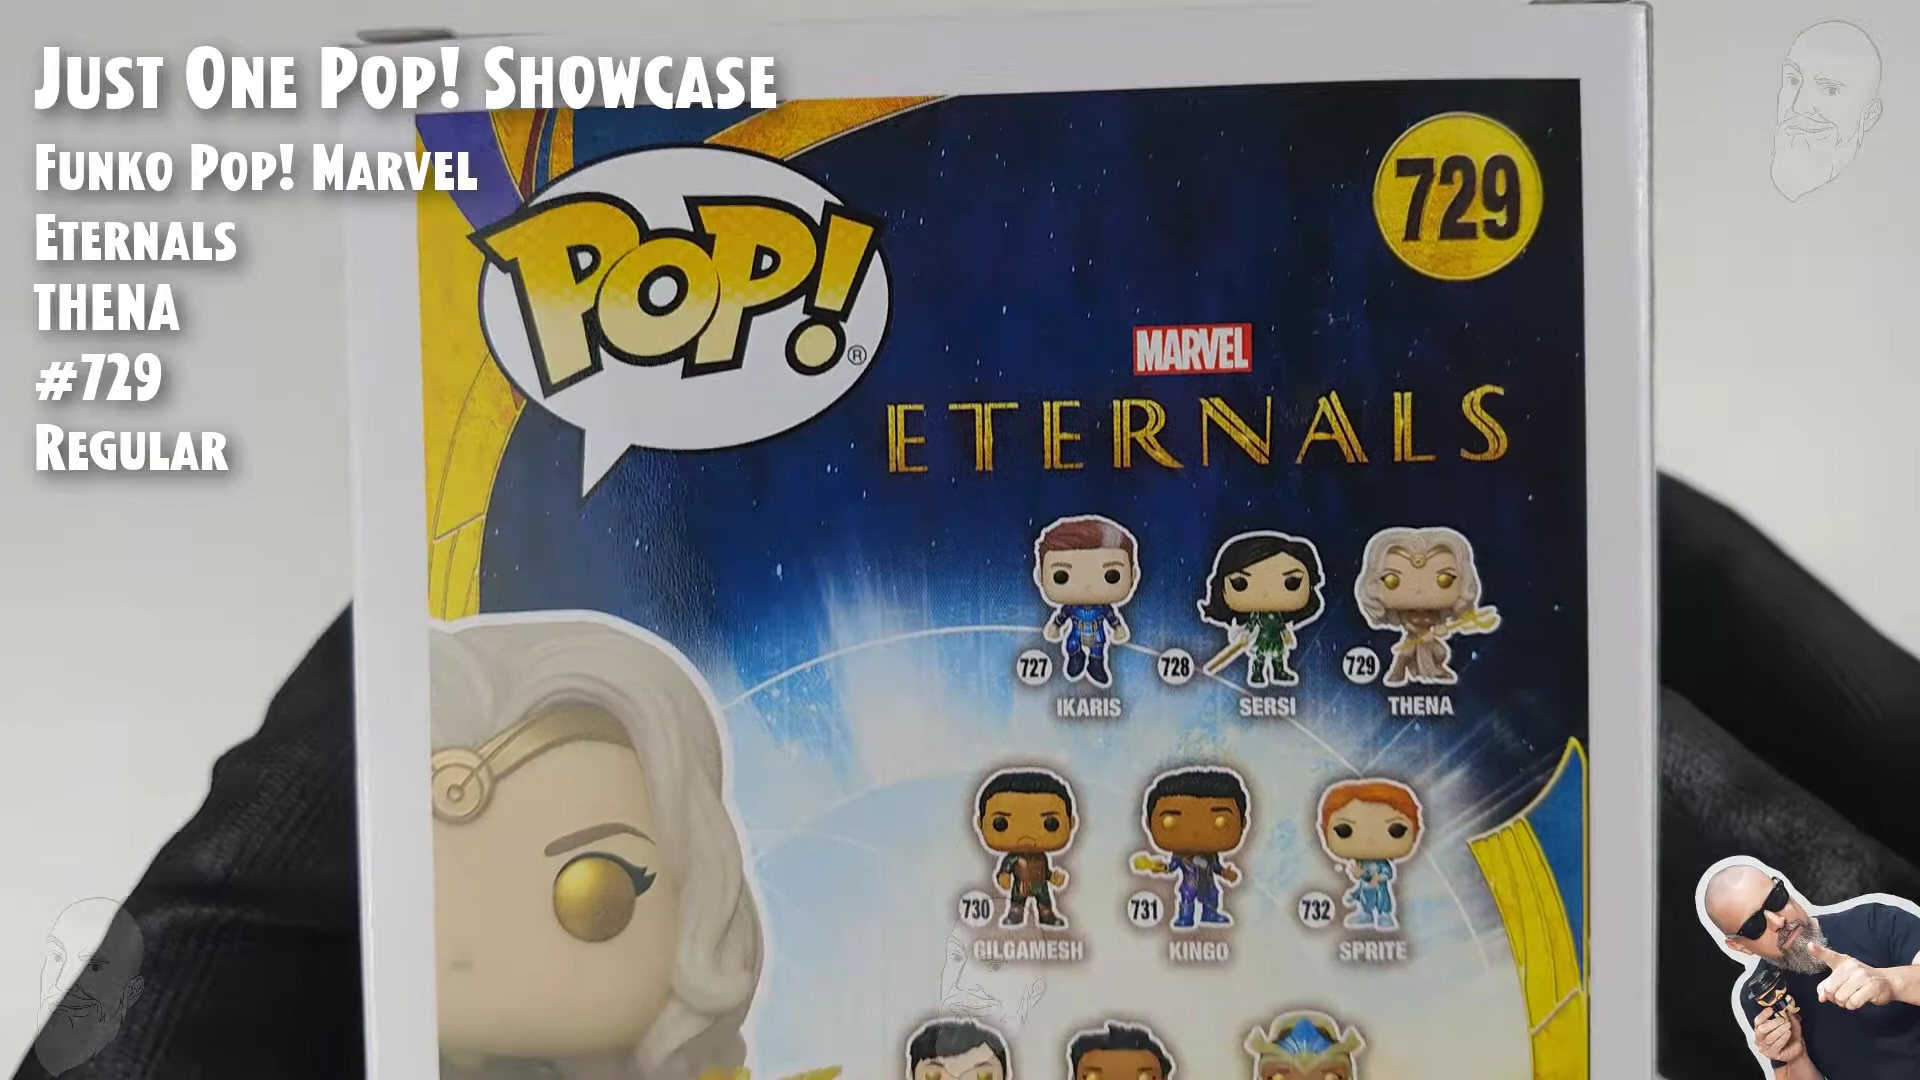 Just One Pop! Showcase
Funko Pop! Marvel
Eternals
THENA
#729
Regular
POP!
®
729
MARVEL
ETERNALS
727
IKARIS
728
SERSI
729
THENA
730
GILGAMESH
731
KINGO
732
SPRITE